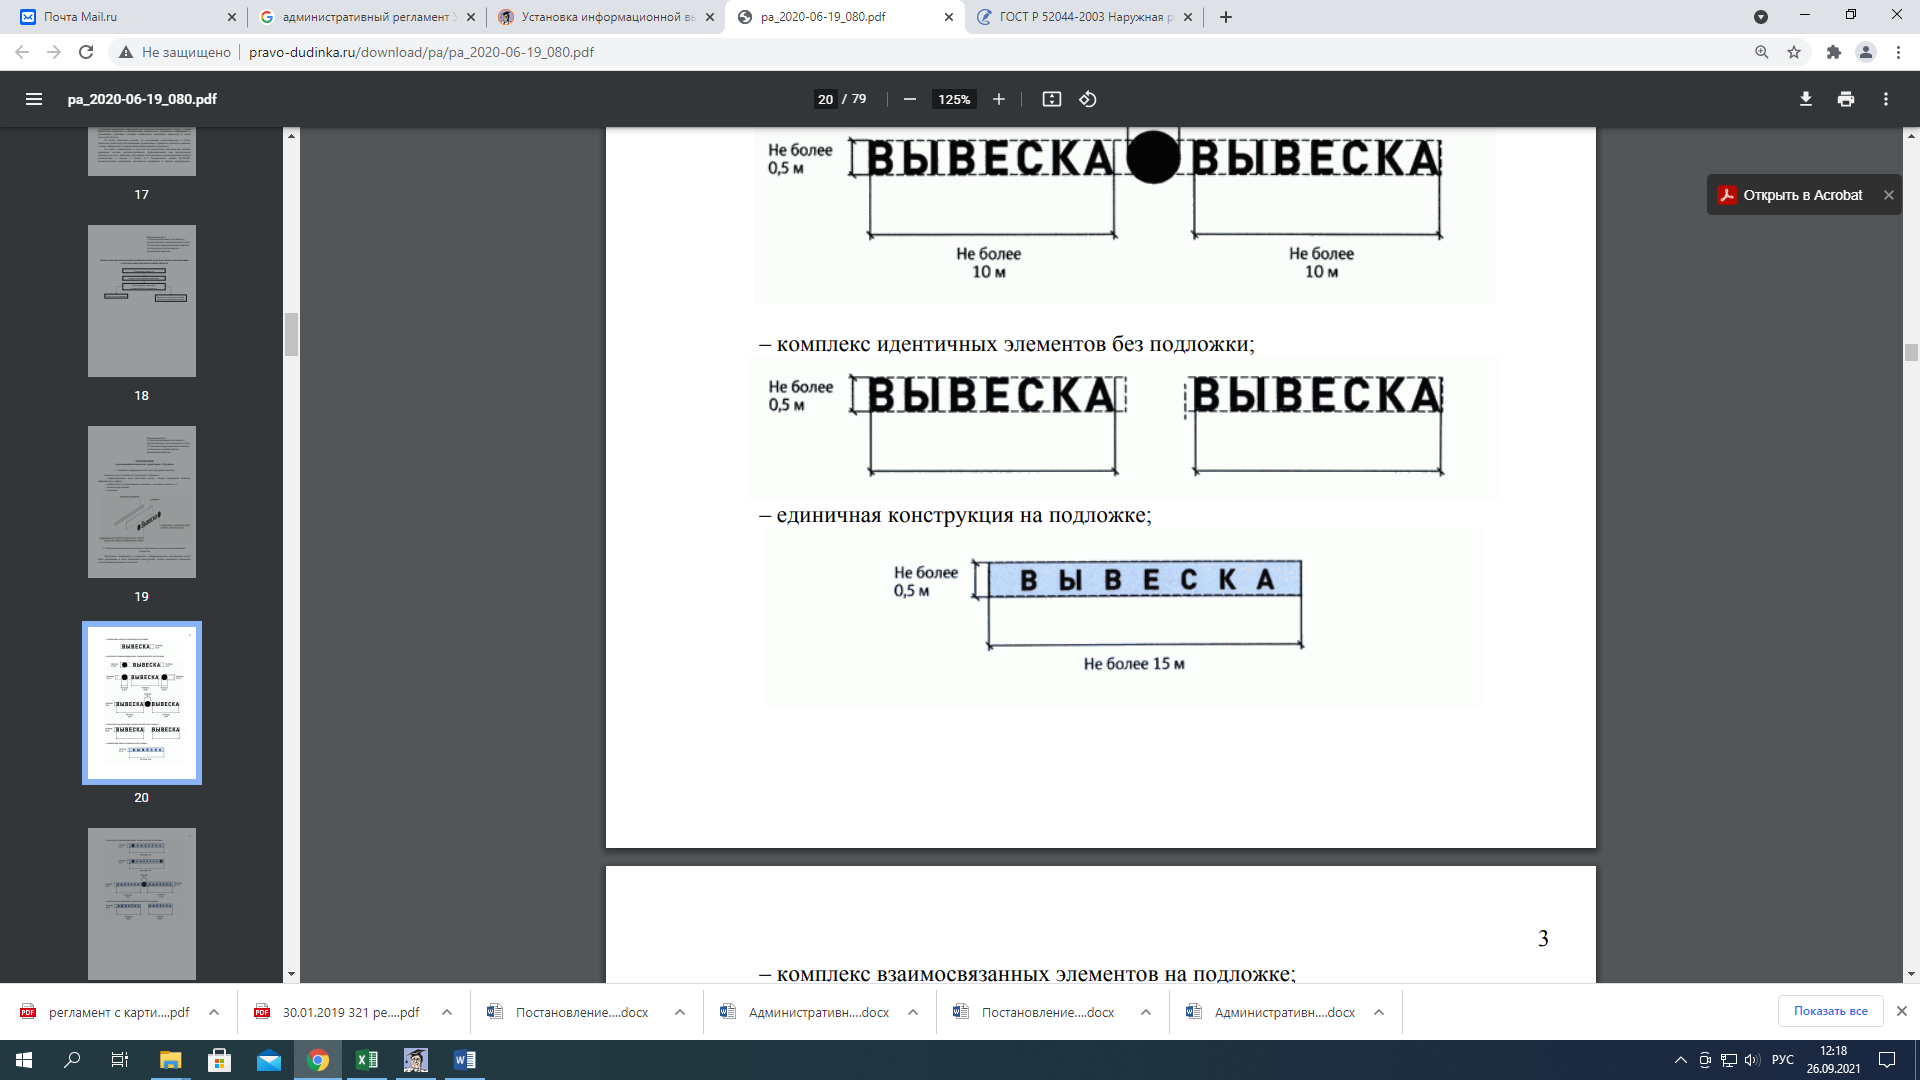 Почта Mail.ru
административный регламент У
Установка информационной вы
pa_2020-06-19_080.pdf
ГОСТ Р 52044-2003 Наружная р
Не защищено
pravo-dudinka.ru/download/pa/pa_2020-06-19_080.pdf
pa_2020-06-19_080.pdf
20 / 79
125%
Открыть в Acrobat
17
18
19
20
Не более
0,5 м
ВЫВЕСКА ВЫВЕСКА
Не более
10 м
Не более
10 м
– комплекс идентичных элементов без подложки;
Не более
0,5 м
ВЫВЕСКА ВЫВЕСКА
– единичная конструкция на подложке;
Не более
0,5 м
ВЫВЕСКА
Не более 15 м
3
– комплекс взаимосвязанных элементов на подложке;
регламент с карти....pdf
30.01.2019 321 ре....pdf
Постановление....docx
Административн....docx
Постановление....docx
Административн....docx
Показать все
РУС
12:18
26.09.2021